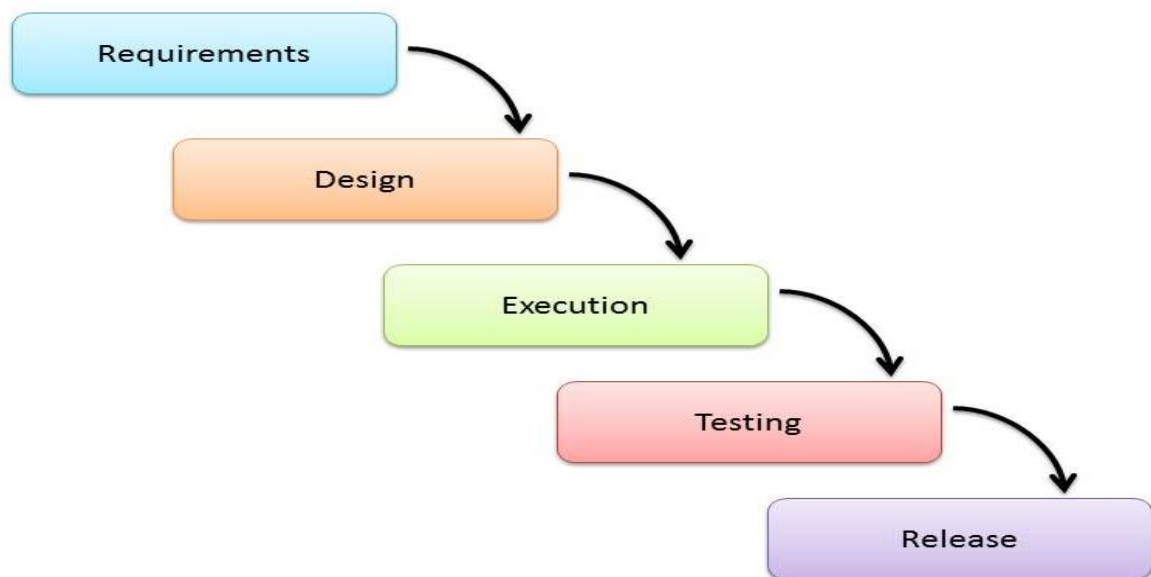 Requirements
Design
Execution
Testing
Release